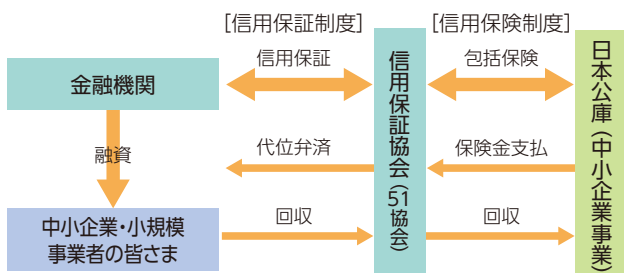 [信用保証制度]
[信用保険制度]
金融機関
信用保証
信用保証協会(51協会)
包括保険
日本公庫(中小企業事業)
融資
代位弁済
保険金支払
中小企業・小規模
事業者の皆さま
回収
回収